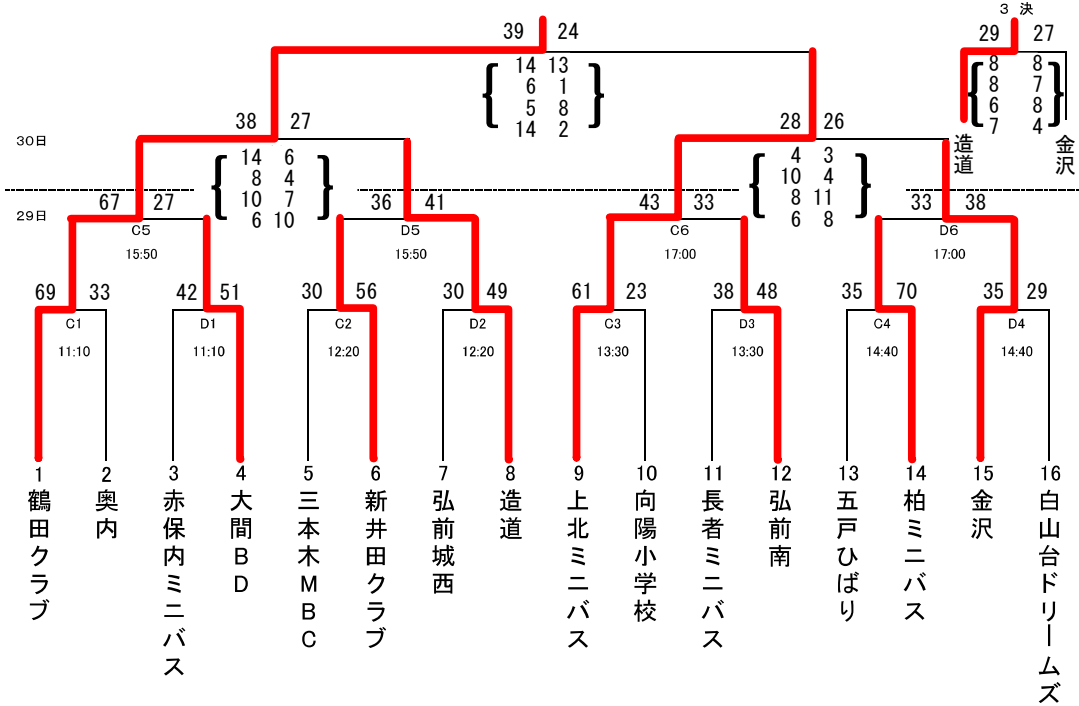 ３　決
39 24
29 27
14 13
6 1
5 8
14 2
8 8
8 7
6 8
7 4
造道
金沢
38 27
28 26
30日
14 6
8 4
10 7
6 10
4 3
10 4
8 11
6 8
29日
67 27
36 41
43 33
33 38
C5
D5
C6
D6
15:50
15:50
17:00
17:00
69 33
42 51
30 56
30 49
61 23
38 48
35 70
35 29
C1
D1
C2
D2
C3
D3
C4
D4
11:10
11:10
12:20
12:20
13:30
13:30
14:40
14:40
1
鶴田クラブ
2
奥内
3
赤保内ミニバス
4
大間ＢＤ
5
三本木ＭＢＣ
6
新井田クラブ
7
弘前城西
8
造道
9
上北ミニバス
10
向陽小学校
11
長者ミニバス
12
弘前南
13
五戸ひばり
14
柏ミニバス
15
金沢
16
白山台ドリームズ